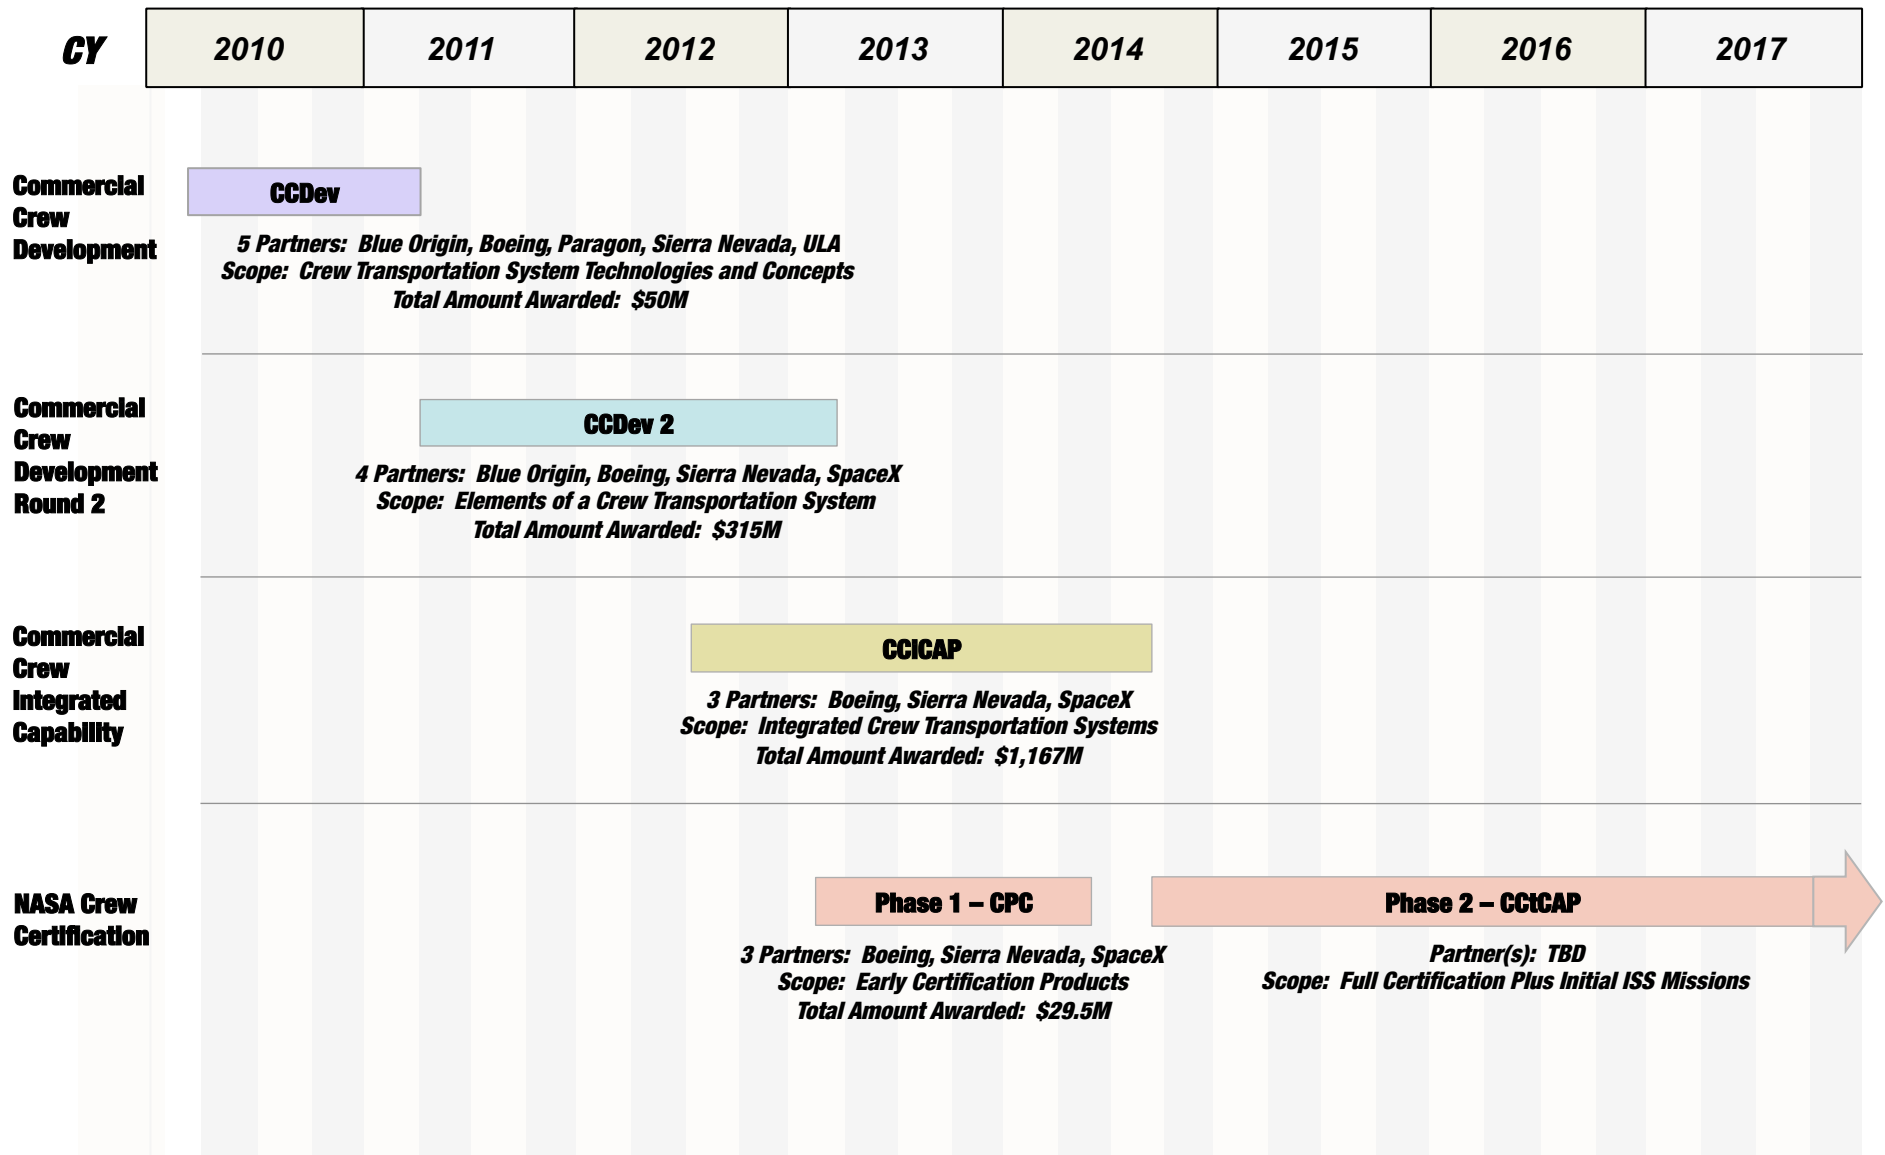 CY 2010 2011 2012 2013 2014 2015 2016 2017
Commercial
Crew
Development
CCDev
5 Partners: Blue Origin, Boeing, Paragon, Sierra Nevada, ULA
Scope: Crew Transportation System Technologies and Concepts
Total Amount Awarded: $50M
Commercial
Crew
Development
Round 2
CCDev 2
4 Partners: Blue Origin, Boeing, Sierra Nevada, SpaceX
Scope: Elements of a Crew Transportation System
Total Amount Awarded: $315M
Commercial
Crew
Integrated
Capability
CCiCAP
3 Partners: Boeing, Sierra Nevada, SpaceX
Scope: Integrated Crew Transportation Systems
Total Amount Awarded: $1,167M
NASA Crew
Certification
Phase 1 – CPC
3 Partners: Boeing, Sierra Nevada, SpaceX
Scope: Early Certification Products
Total Amount Awarded: $29.5M
Phase 2 – CCtCAP
Partner(s): TBD
Scope: Full Certification Plus Initial ISS Missions